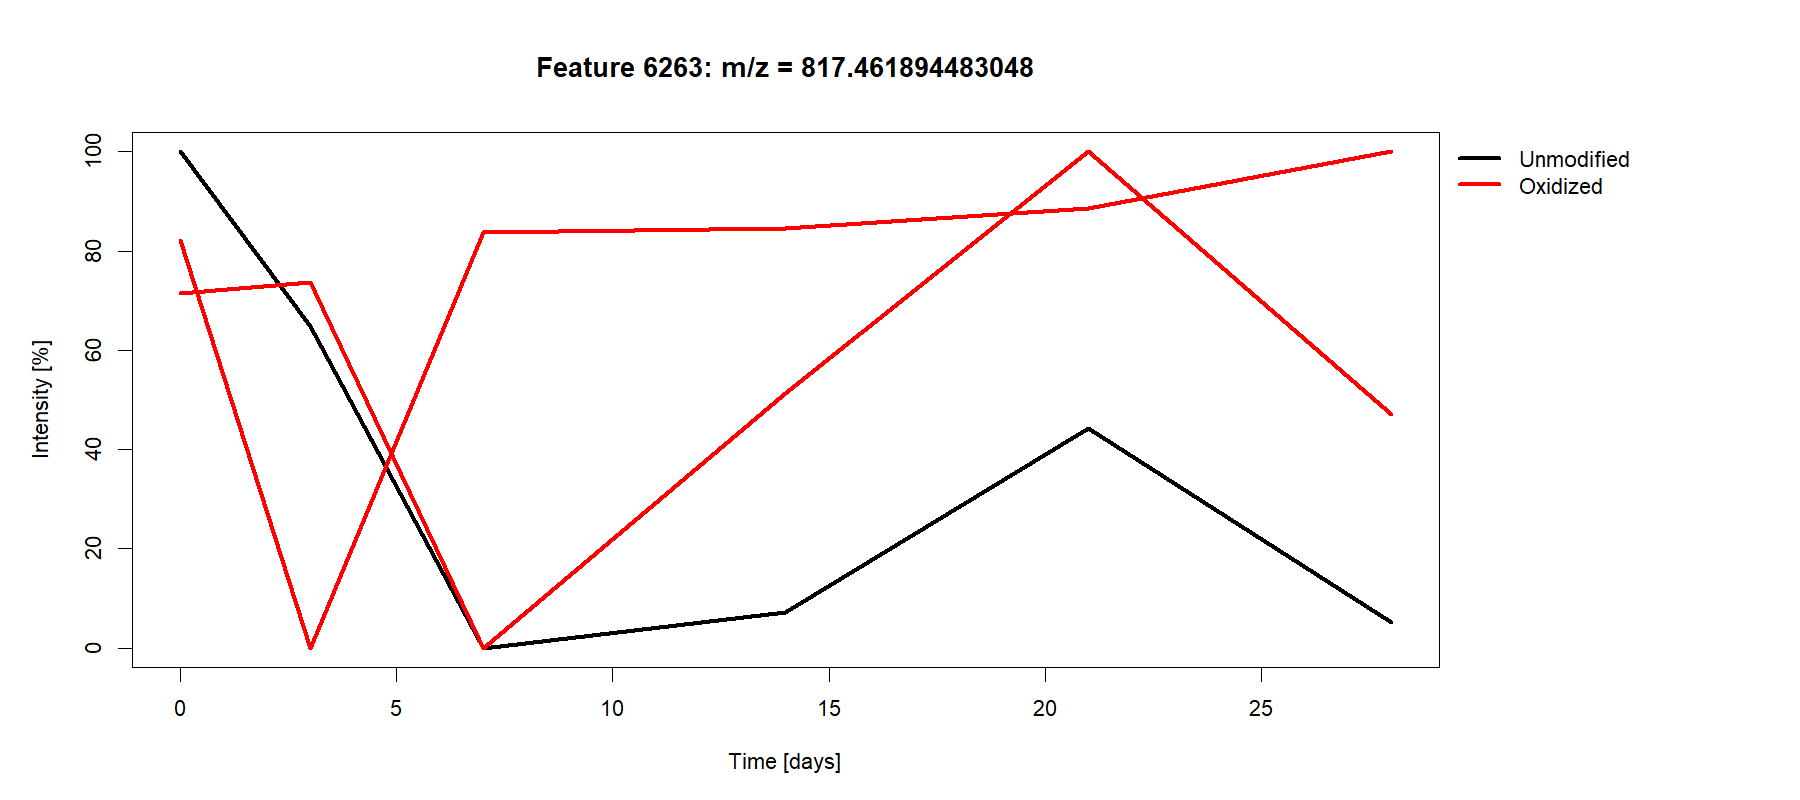 Feature 6263: m/z = 817.461894483048
Unmodified
Oxidized
100
80
60
40
20
0
Intensity [%]
0 5 10 15 20 25
Time [days]